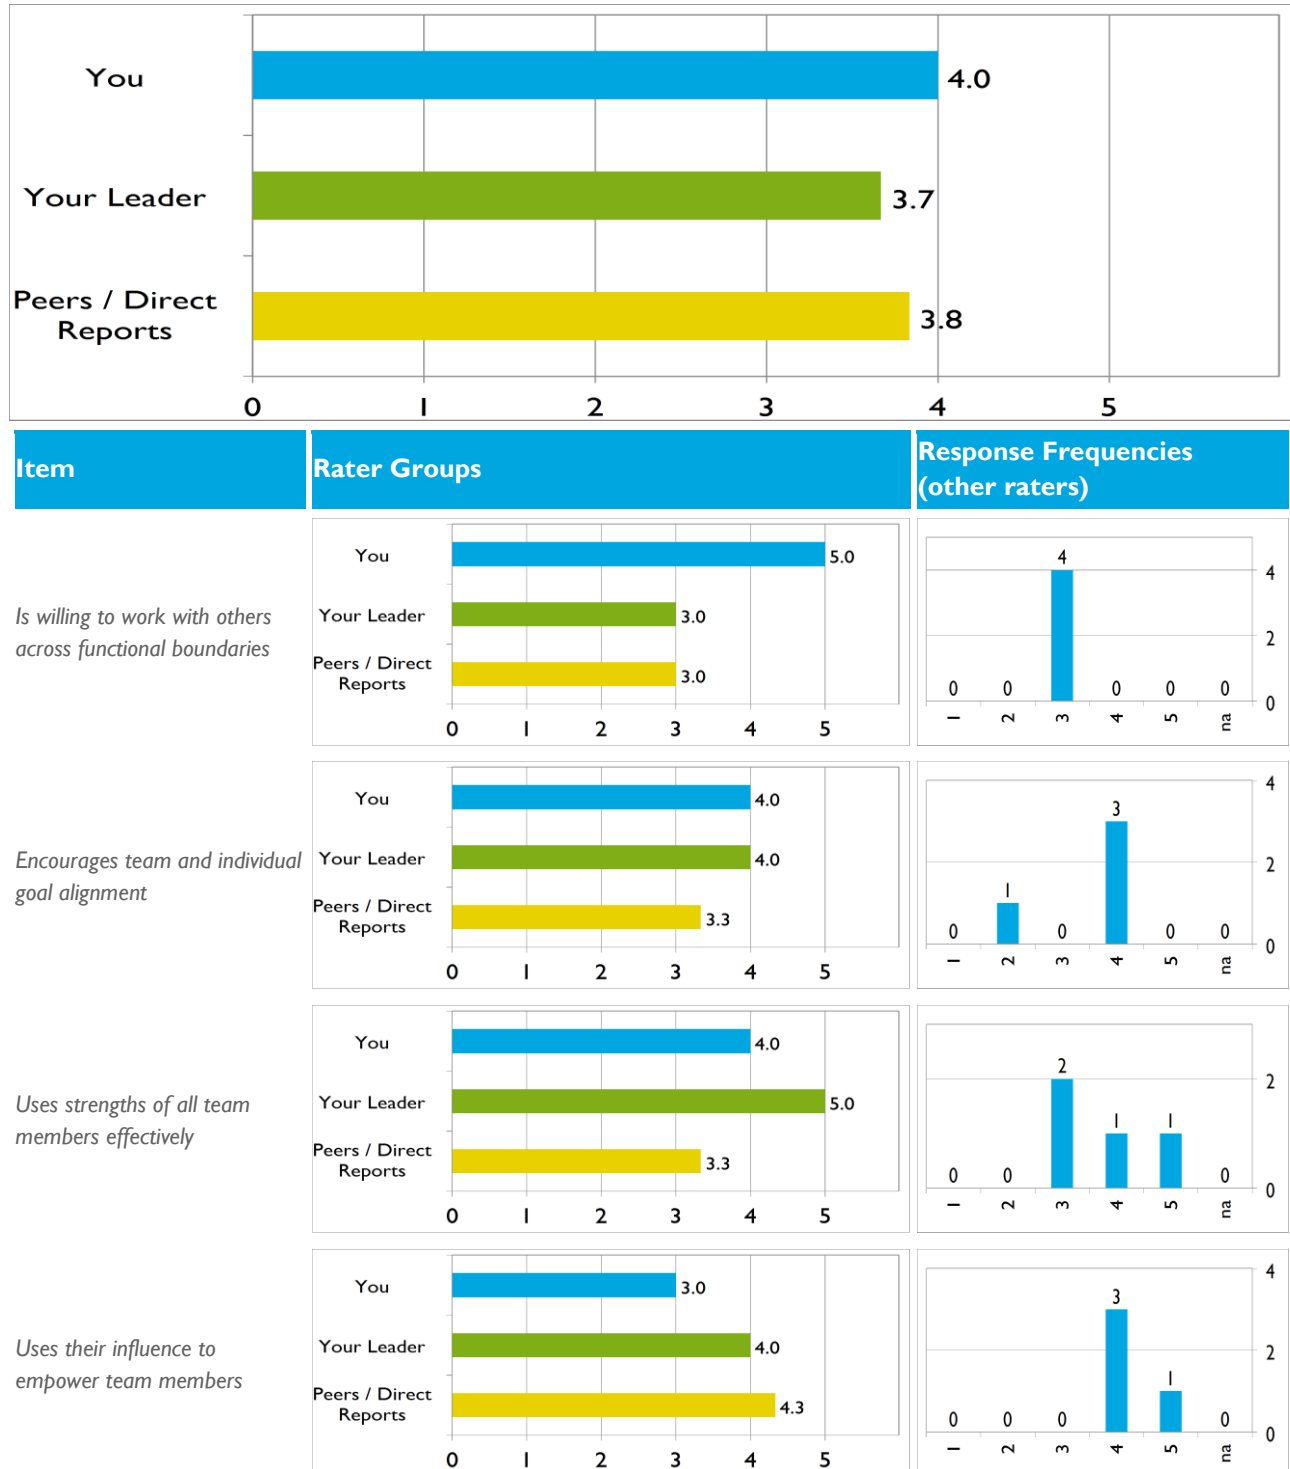 You
4.0
Your Leader
3.7
Peers / Direct
Reports
3.8
0 1 2 3 4 5
Item
Rater Groups
Response Frequencies
(other raters)
Is willing to work with others
across functional boundaries
You
5.0
Your Leader
3.0
Peers / Direct
Reports
3.0
0 1 2 3 4 5
4
0 0 0 0 0
4
2
0
1 2 3 4 5 na
Encourages team and individual
goal alignment
You
4.0
Your Leader
4.0
Peers / Direct
Reports
3.3
0 1 2 3 4 5
3
1
0 0 0 0
4
2
0
1 2 3 4 5 na
Uses strengths of all team
members effectively
You
4.0
Your Leader
5.0
Peers / Direct
Reports
3.3
0 1 2 3 4 5
2
1 1
0 0 0
2
0
1 2 3 4 5 na
Uses their influence to
empower team members
You
3.0
Your Leader
4.0
Peers / Direct
Reports
4.3
0 1 2 3 4 5
3
1
0 0 0 0
4
2
0
1 2 3 4 5 na